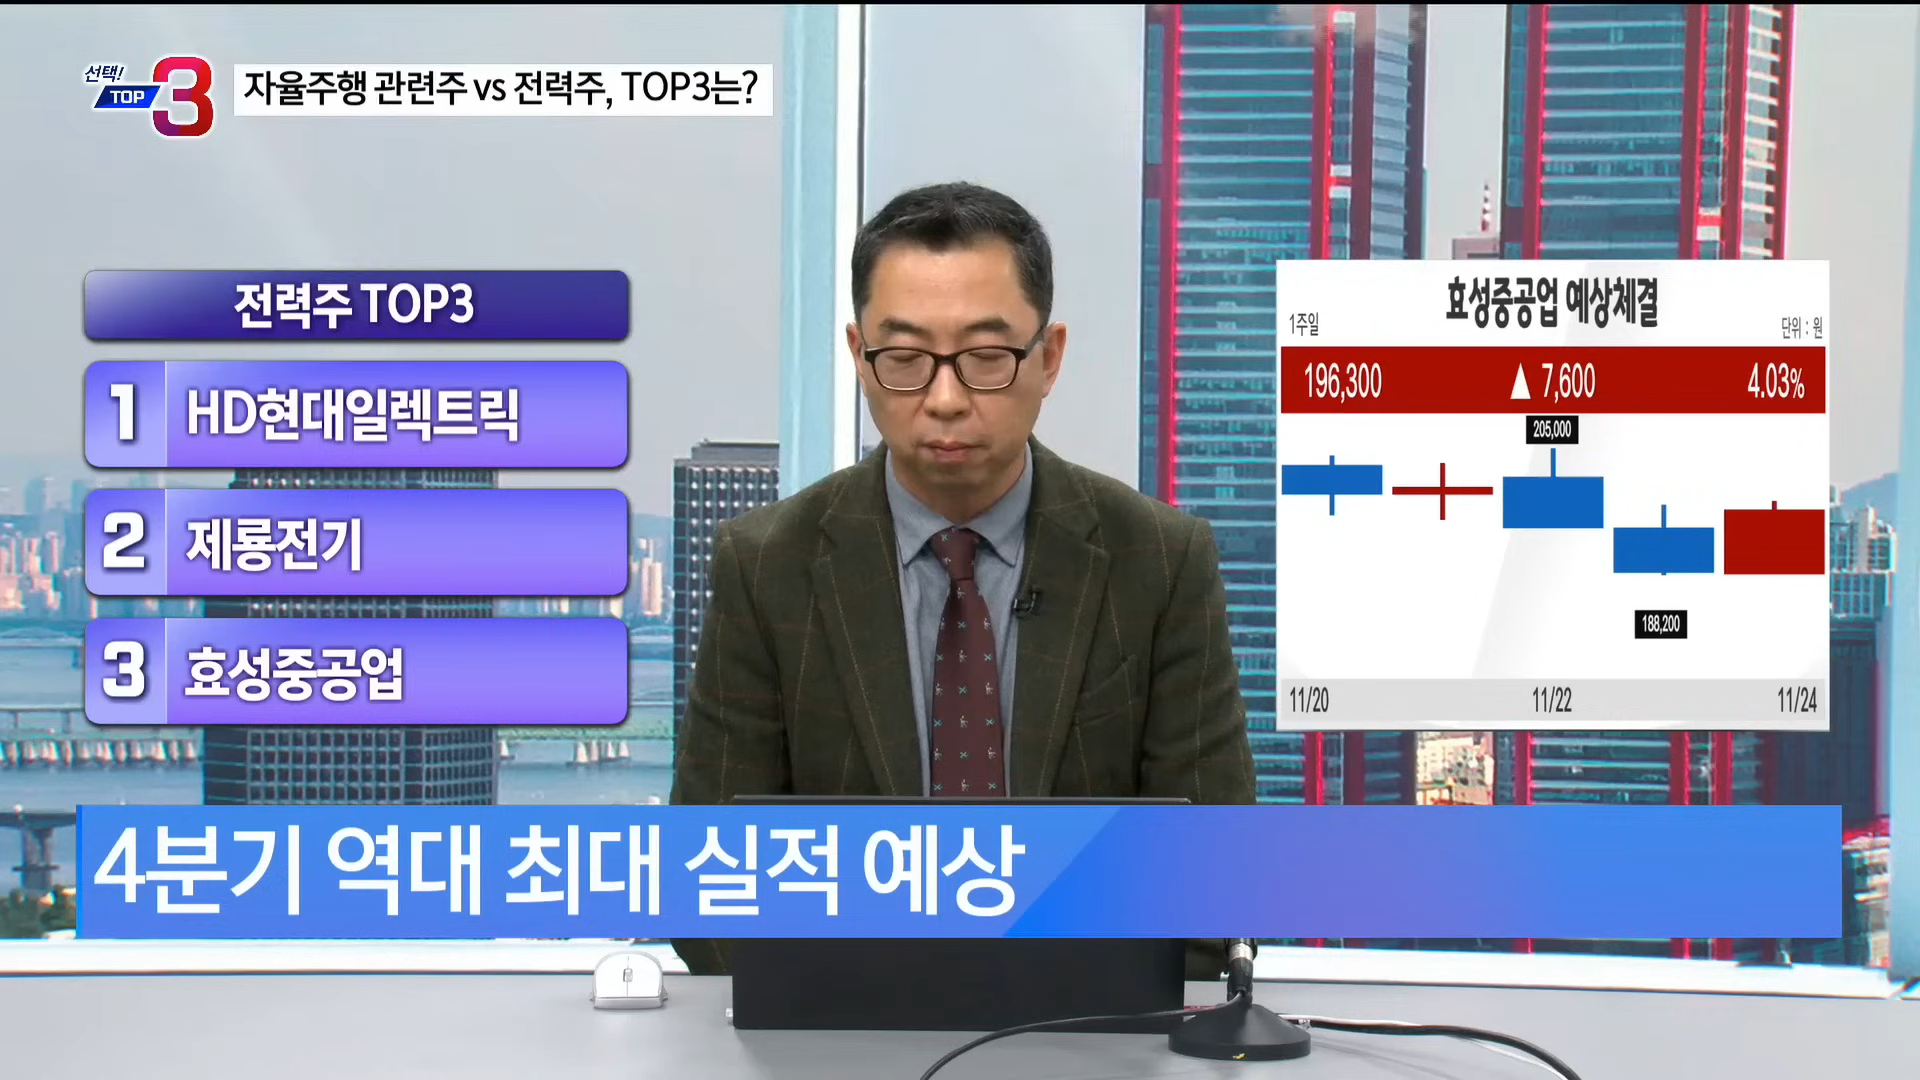 선택!
TOP
3
자율주행 관련주 vs 전력주, TOP3는?
전력주 TOP3
1 HD현대일렉트릭
2 제룡전기
3 효성중공업
효성중공업 예상체결
1주일
단위 : 원
196,300 ▲ 7,600 4.03%
205,000
188,200
11/20 11/22 11/24
4분기 역대 최대 실적 예상